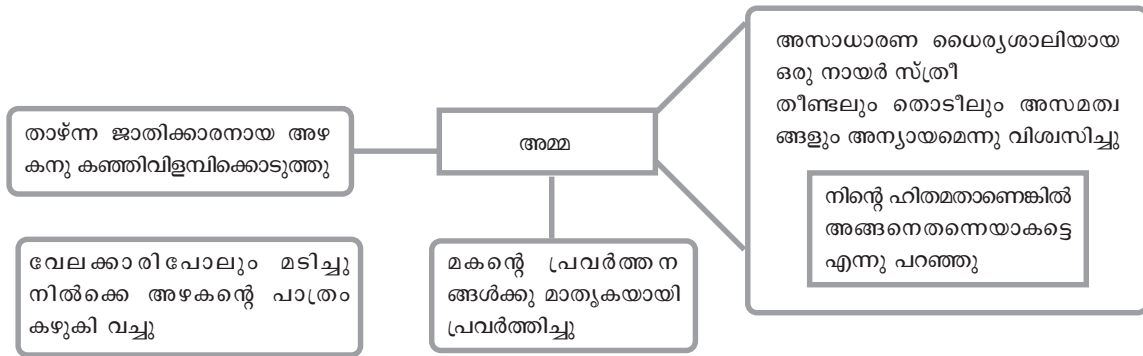 താഴ്ന്ന ജാതിക്കാരനായ അഴ
കനു കഞ്ഞിവിളമ്പിക്കൊടുത്തു
അമ്മ
അസാധാരണ ധൈര്യശാലിയായ
ഒരു നായർ സ്ത്രീ
തീണ്ടലും തൊടീലും അസമത്വ
ങ്ങളും അന്യായമെന്നു വിശ്വസിച്ചു
നിന്റെ ഹിതമതാണെങ്കിൽ
അങ്ങനെതന്നെയാകട്ടെ
എന്നു പറഞ്ഞു
വേലക്കാരിപോലും മടിച്ചു
നിൽക്കെ അഴകന്റെ പാത്രം
കഴുകി വച്ചു
മകന്റെ പ്രവർത്തന
ങ്ങൾക്കു മാതൃകയായി
പ്രവർത്തിച്ചു